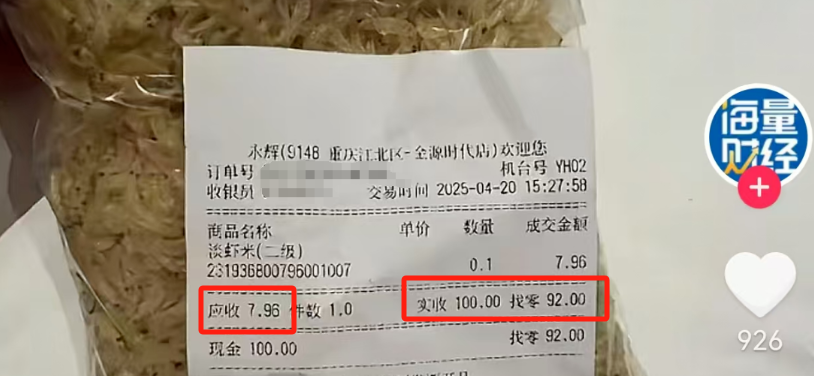 永辉(9148 重庆江北区-金源时代店)欢迎您
订单号 机台号 YH02
收银员 交易时间 2025-04-20 15:27:58
商品名称 单价 数量 成交金额
淡虾米(二级)
231936800796001007 0.1 7.96
应收 7.96 件数 1.0 实收 100.00 找零 92.00
找零 92.00
现金 100.00
海量
财经
926